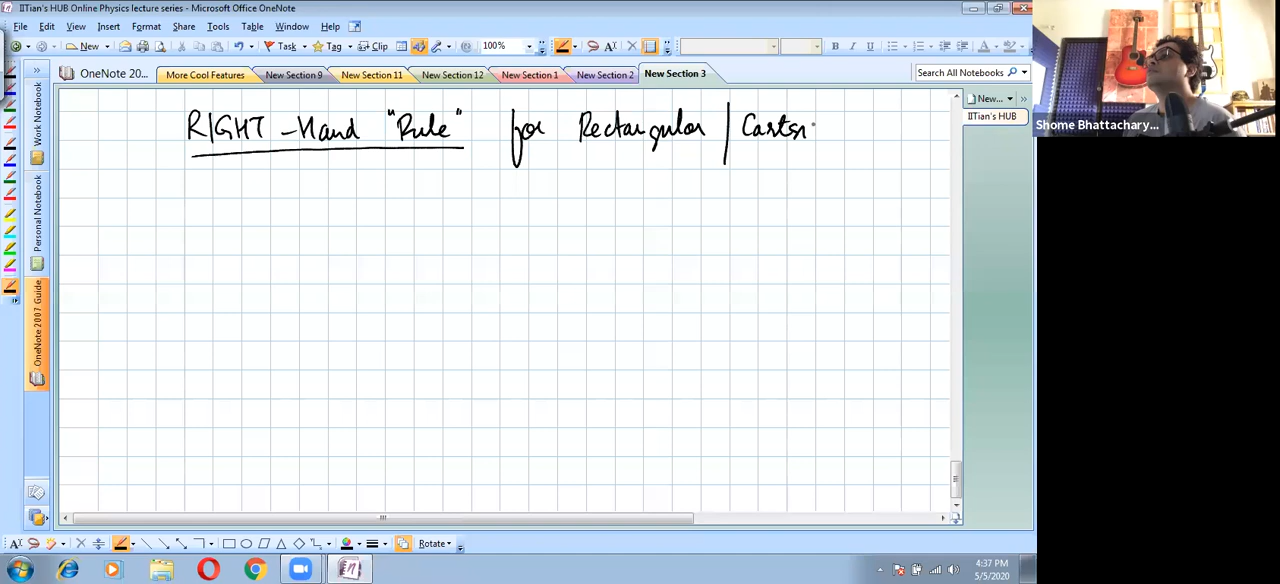 IITian's HUB Online Physics lecture series - Microsoft Office OneNote
File Edit View Insert Format Share Tools Table Window Help
New Task Tag Clip 100% B I U
OneNote 20... More Cool Features New Section 9 New Section 11 New Section 12 New Section 1 New Section 2 New Section 3 Search All Notebooks
New...
IITian's HUB
Shome Bhattachary...
RIGHT-Hand "Rule" for Rectangular | Cartsn
Work Notebook
Personal Notebook
OneNote 2007 Guide
Rotate
4:37 PM
5/5/2020